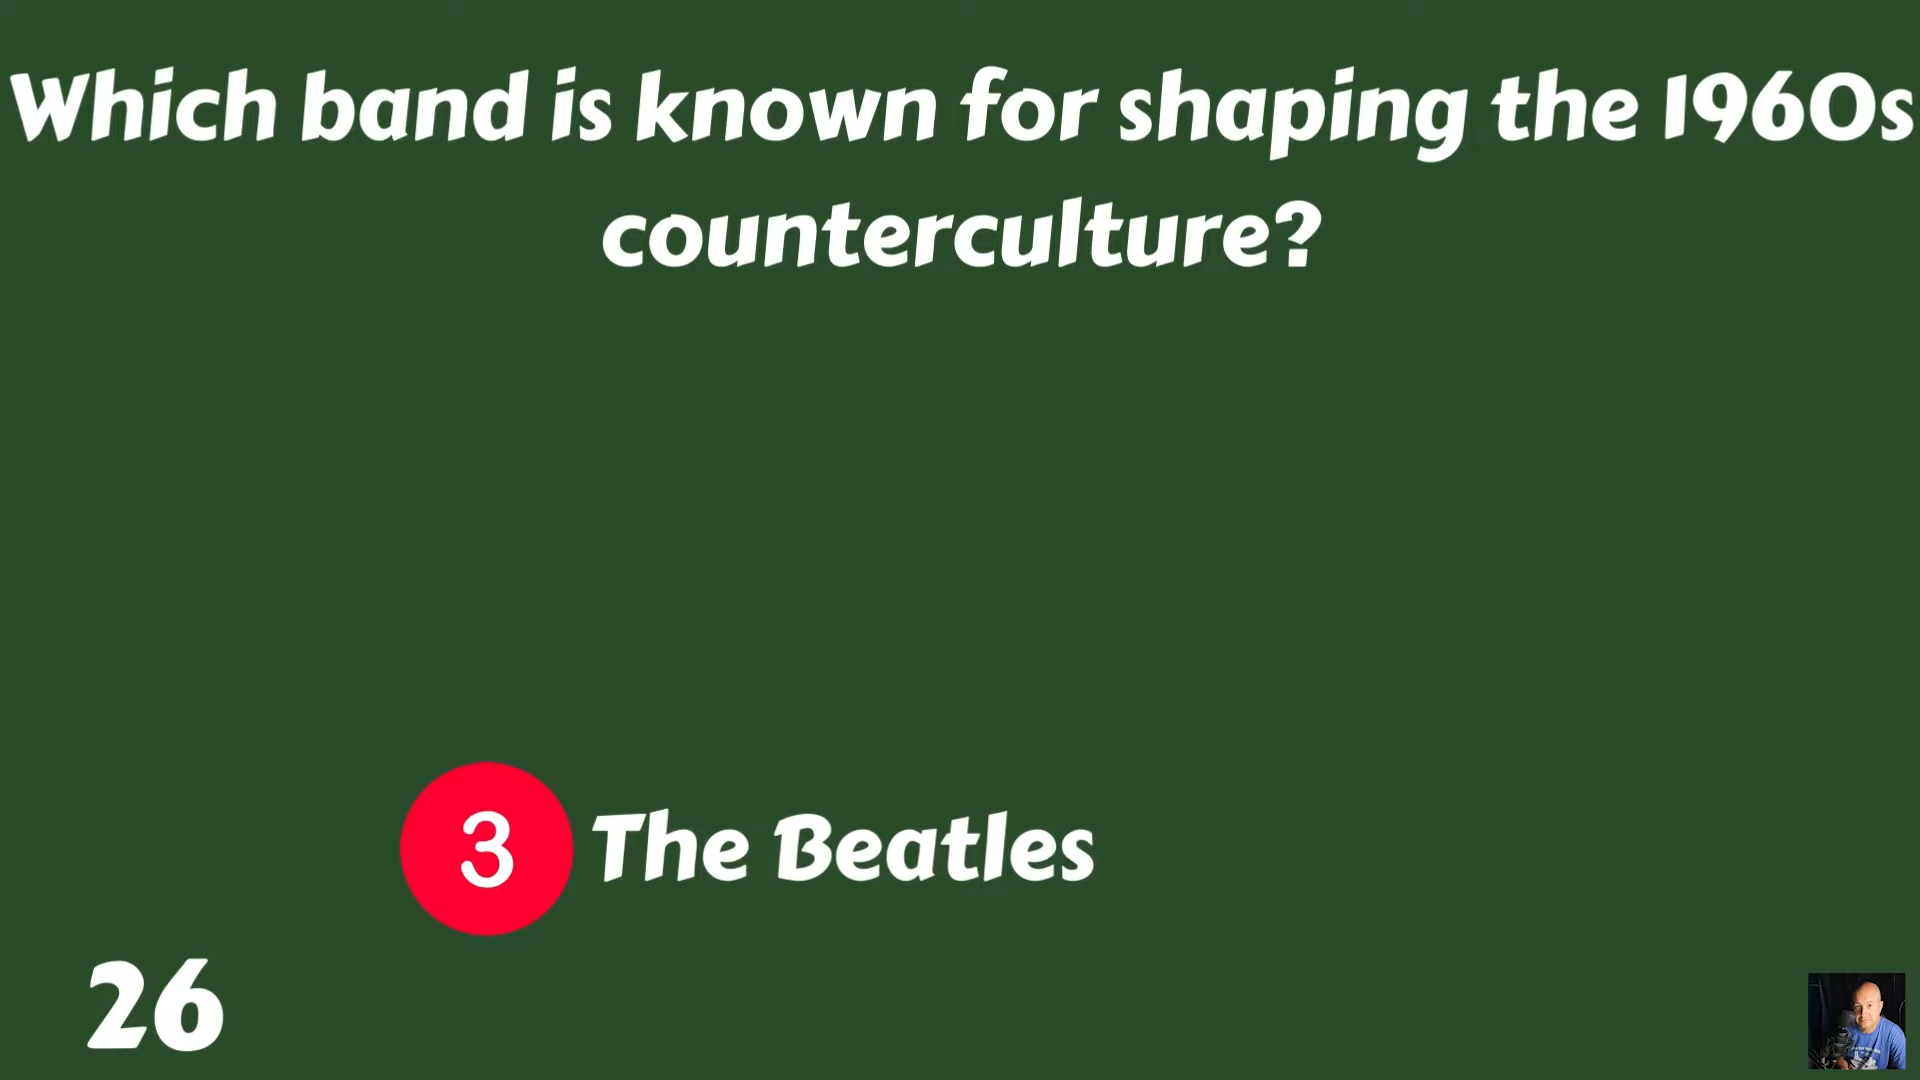 Which band is known for shaping the 1960s
counterculture?
3 The Beatles
26